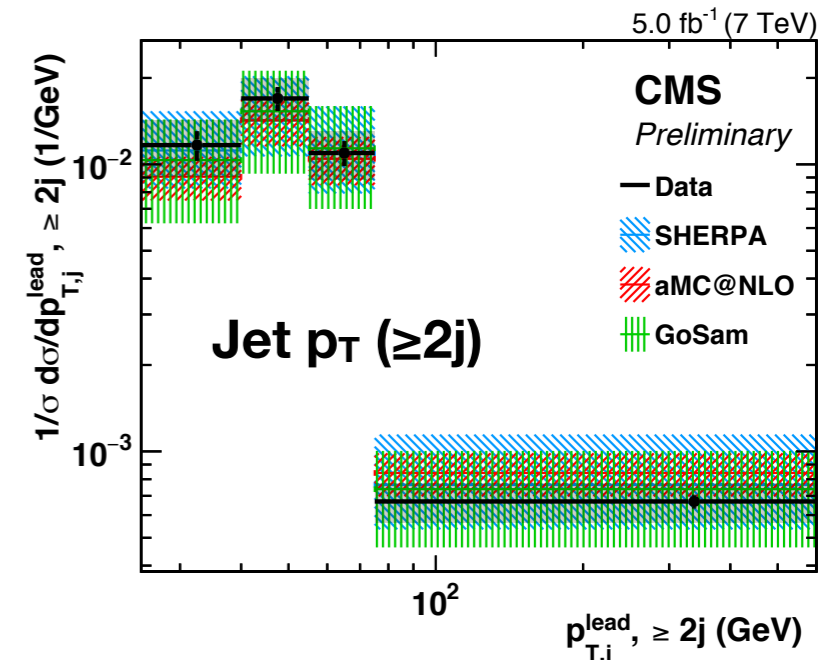 5.0 fb⁻¹ (7 TeV)
1/σ dσ/dp^lead_T,j, ≥ 2j (1/GeV)
CMS
Preliminary
Data
SHERPA
aMC@NLO
GoSam
Jet p_T (≥2j)
10⁻²
10⁻³
10²
p^lead_T,j, ≥ 2j (GeV)